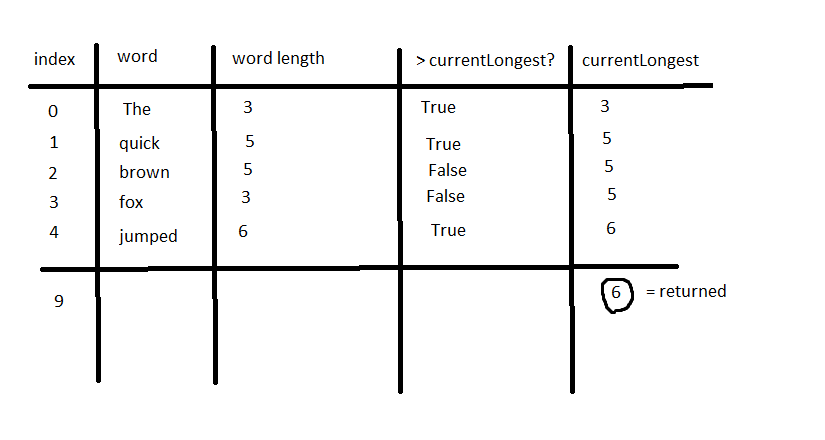 index word word length > currentLongest? currentLongest
0 The 3 True 3
1 quick 5 True 5
2 brown 5 False 5
3 fox 3 False 5
4 jumped 6 True 6
9 6 = returned